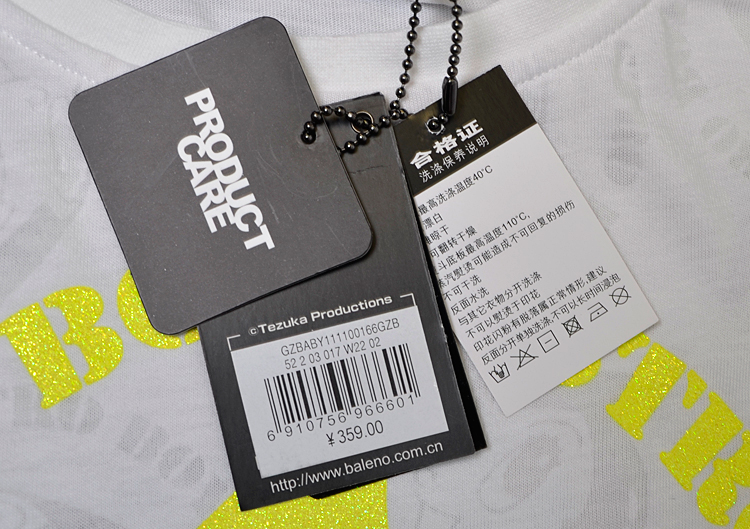 PRODUCT
CARE
© Tezuka Productions
GZBABY111100166GZB
52 2 03 017 W22 02
6 910756 966601
¥359.00
http://www.baleno.com.cn
合格证
洗涤保养说明
最高洗涤温度40°C
漂白
晾干
可翻转干燥
斗底板最高温度110°C,
蒸汽熨烫可能造成不可回复的损伤
不可干洗
反面水洗
与其它衣物分开洗涤
不可以熨烫干印花
印花闪粉有脱落属正常情形,建议
反面分开单独洗涤,不可以长时间浸泡